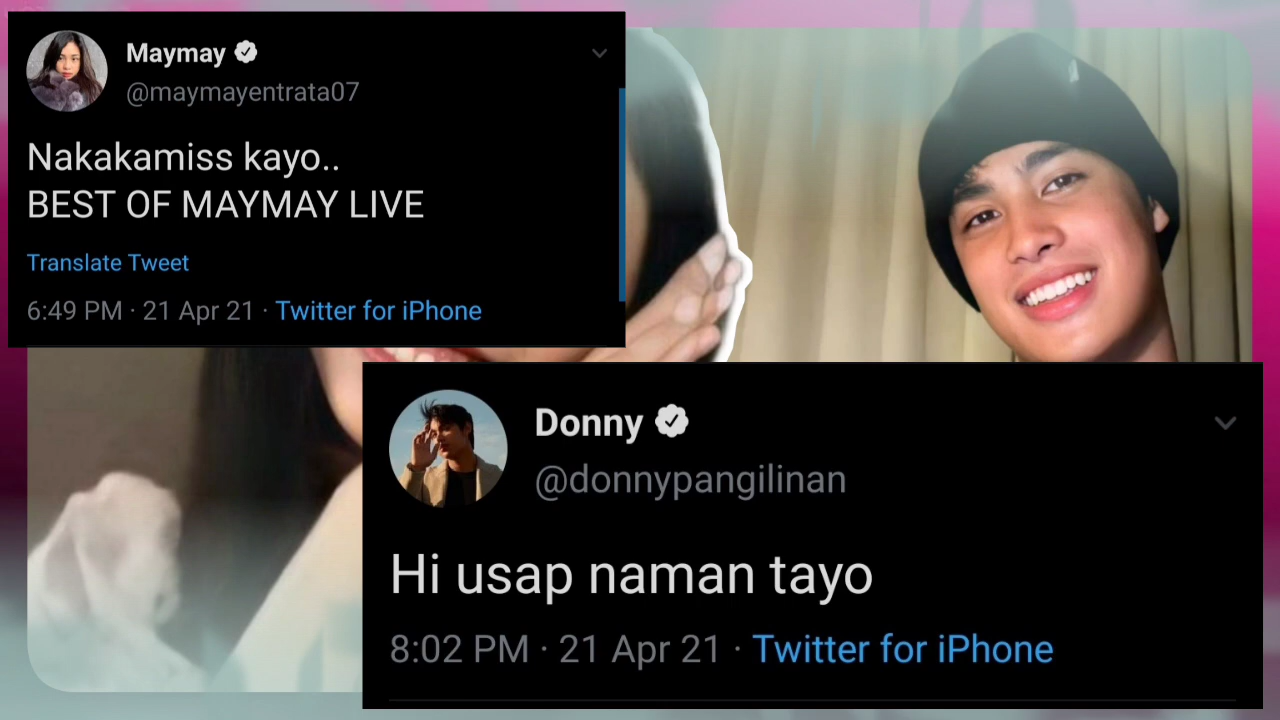 Maymay
@maymayentrata07
Nakakamiss kayo..
BEST OF MAYMAY LIVE
Translate Tweet
6:49 PM · 21 Apr 21 · Twitter for iPhone
Donny
@donnypangilinan
Hi usap naman tayo
8:02 PM · 21 Apr 21 · Twitter for iPhone